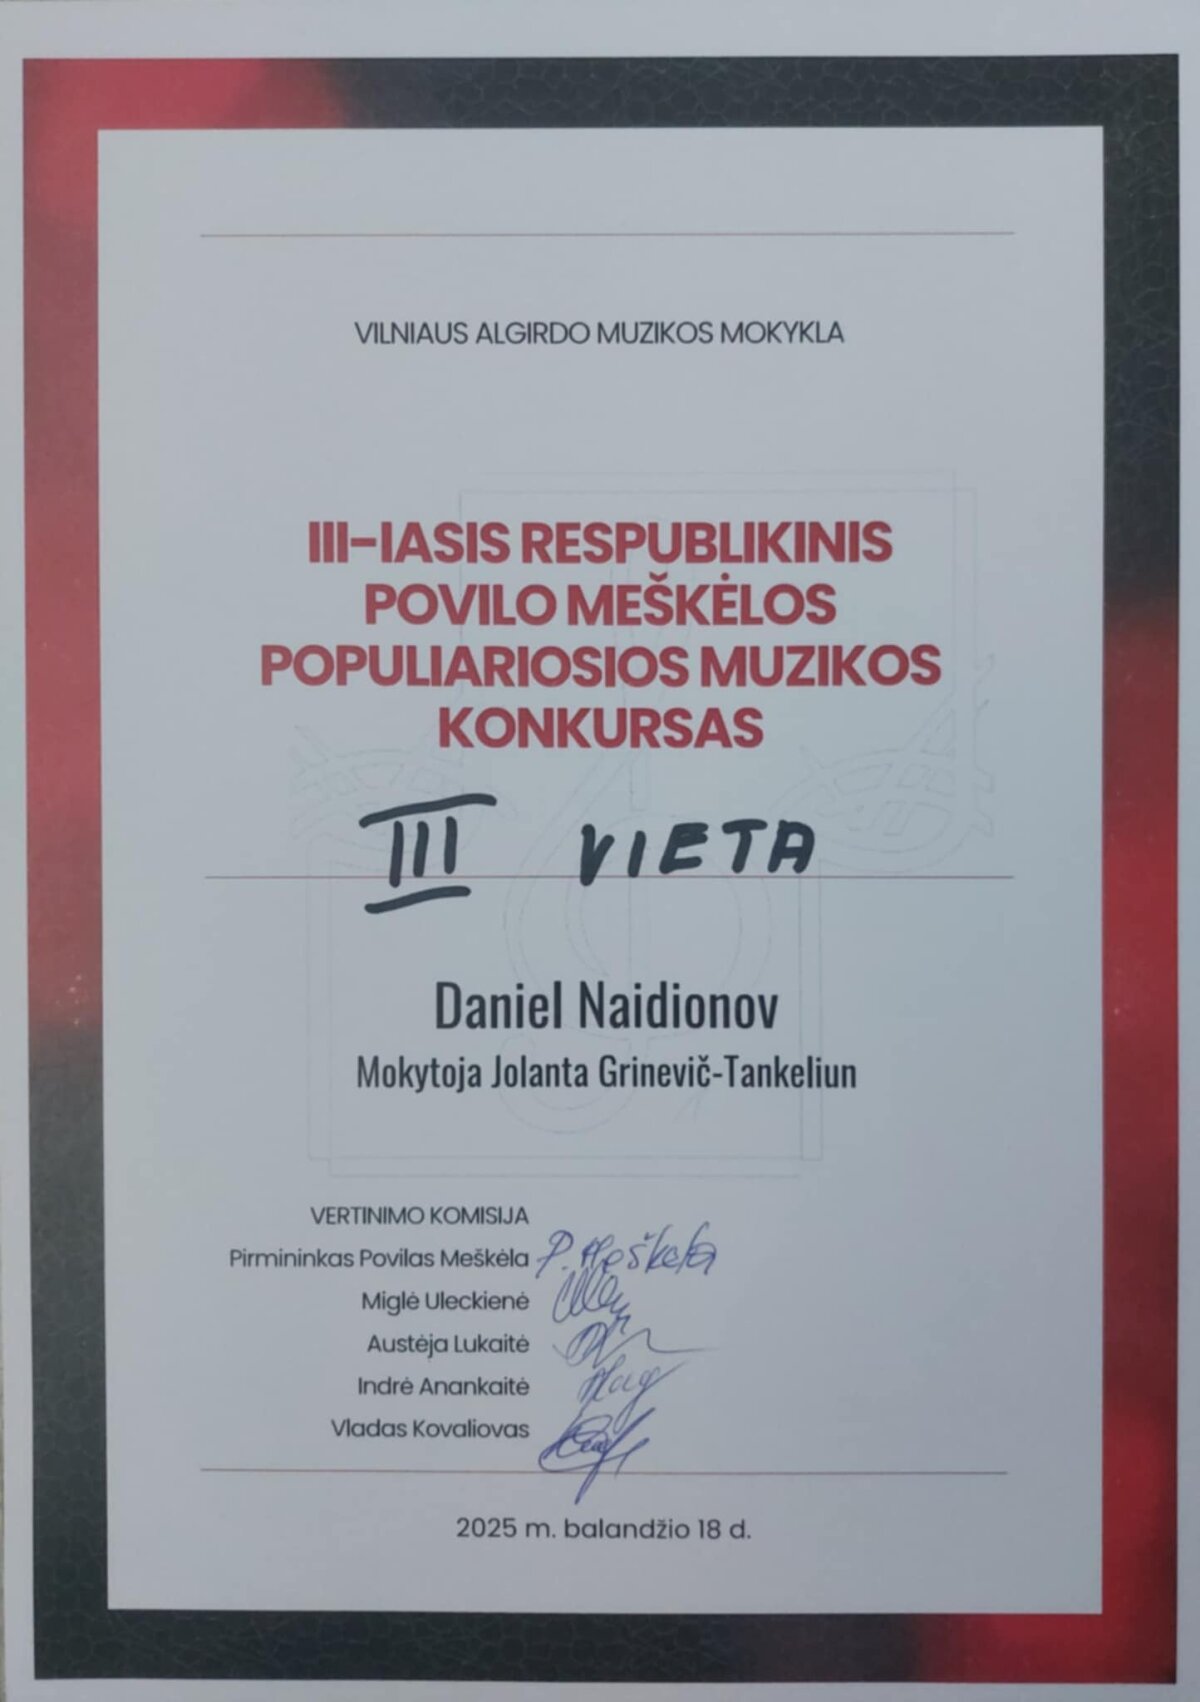 VILNIAUS ALGIRDO MUZIKOS MOKYKLA
III-IASIS RESPUBLIKINIS
POVILO MEŠKĖLOS
POPULIARIOSIOS MUZIKOS
KONKURSAS
III VIETA
Daniel Naidionov
Mokytoja Jolanta Grinevič-Tankeliun
VERTINIMO KOMISIJA
Pirmininkas Povilas Meškėla P. Meškėla
Miglė Uleckienė
Austėja Lukaitė
Indrė Anankaitė
Vladas Kovaliovas
2025 m. balandžio 18 d.